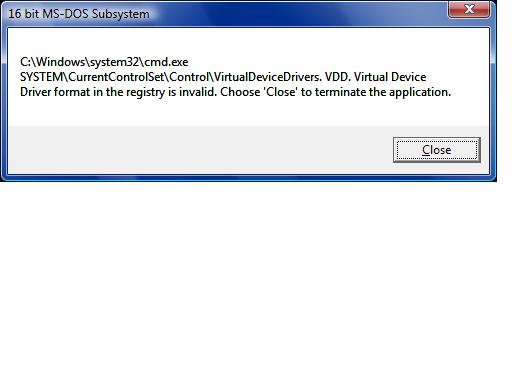 16 bit MS-DOS Subsystem
C:\Windows\system32\cmd.exe
SYSTEM\CurrentControlSet\Control\VirtualDeviceDrivers. VDD. Virtual Device
Driver format in the registry is invalid. Choose 'Close' to terminate the application.
Close